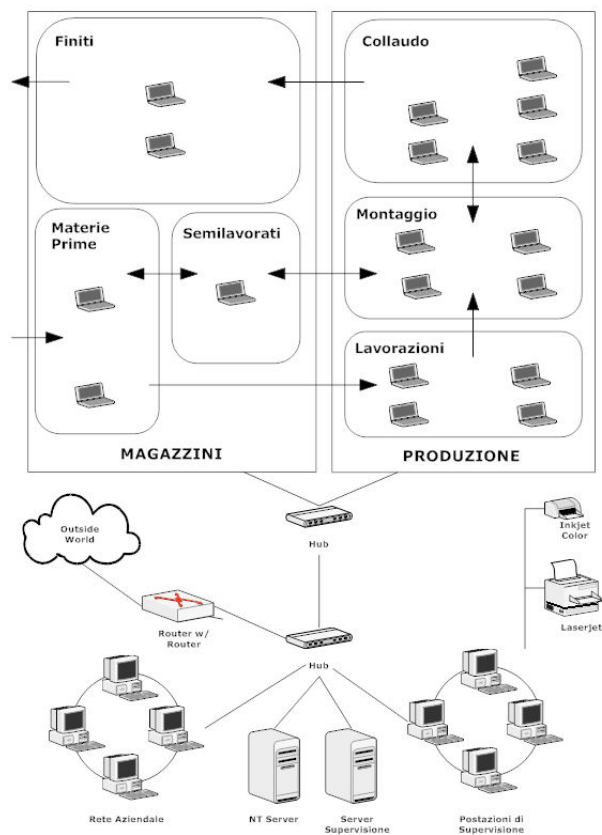 Finiti
Collaudo
Materie
Prime
Semilavorati
Montaggio
Lavorazioni
MAGAZZINI
PRODUZIONE
Outside
World
Hub
Inkjet
Color
Laserjet
Router w/
Router
Hub
Rete Aziendale
NT Server
Server
Supervisione
Postazioni di
Supervisione